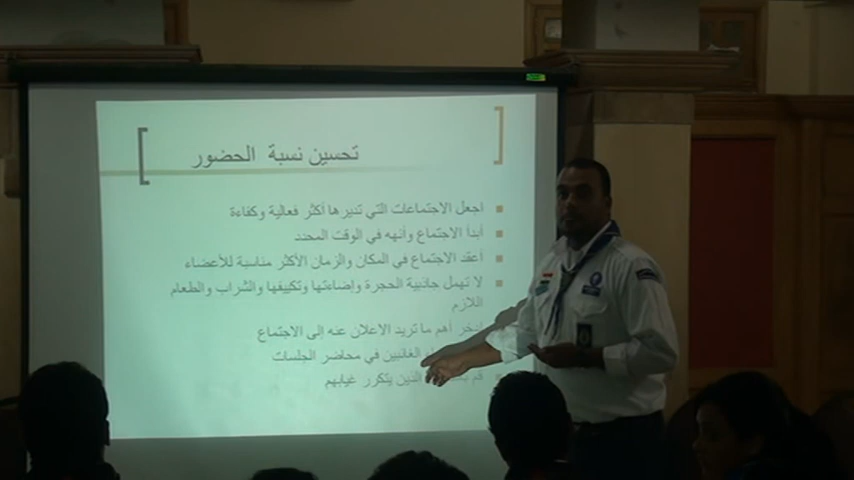 تحسين نسبة الحضور
اجعل الاجتماعات التي تديرها أكثر فعالية وكفاءة
أبدأ الاجتماع وأنهه في الوقت المحدد
أعقد الاجتماع في المكان والزمان الأكثر مناسبة للأعضاء
لا تهمل جاذبية الحجرة وإضاءتها وتكييفها والشراب والطعام
اللازم
أهم ما تريد الاعلان عنه إلى الاجتماع
الغائبين في محاضر الجلسات
قم الذين يتكرر غيابهم